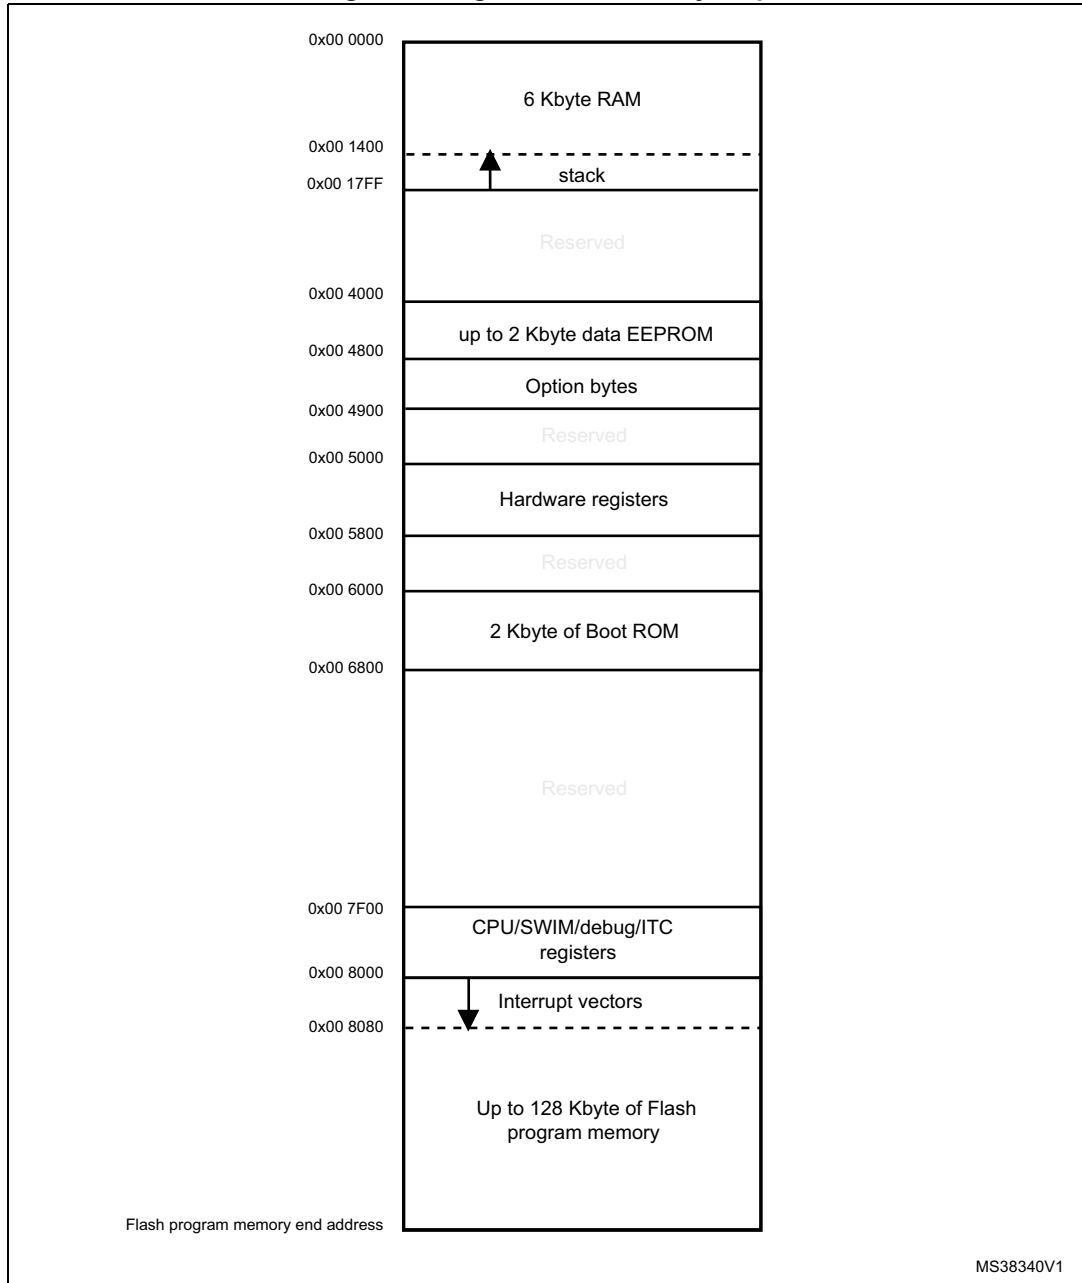 0x00 0000
6 Kbyte RAM
0x00 1400
stack
0x00 17FF
Reserved
0x00 4000
up to 2 Kbyte data EEPROM
0x00 4800
Option bytes
0x00 4900
Reserved
0x00 5000
Hardware registers
0x00 5800
Reserved
0x00 6000
2 Kbyte of Boot ROM
0x00 6800
Reserved
0x00 7F00
CPU/SWIM/debug/ITC
registers
0x00 8000
Interrupt vectors
0x00 8080
Up to 128 Kbyte of Flash
program memory
Flash program memory end address
MS38340V1